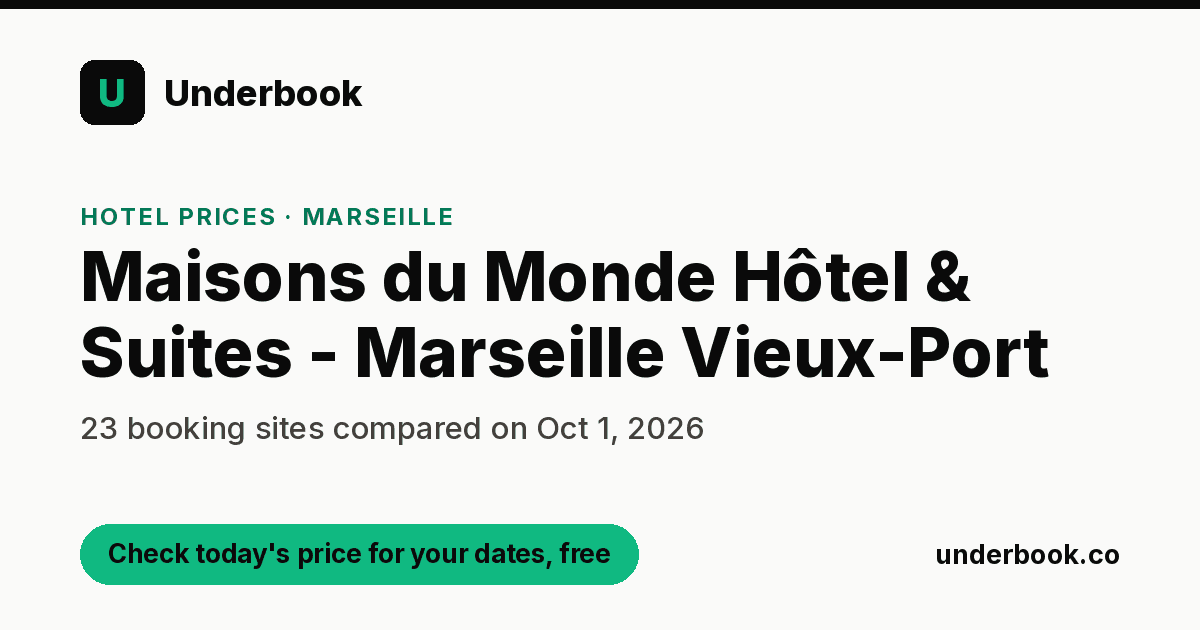 U Underbook
HOTEL PRICES · MARSEILLE
Maisons du Monde Hôtel &
Suites - Marseille Vieux-Port
23 booking sites compared on Oct 1, 2026
Check today's price for your dates, free
underbook.co